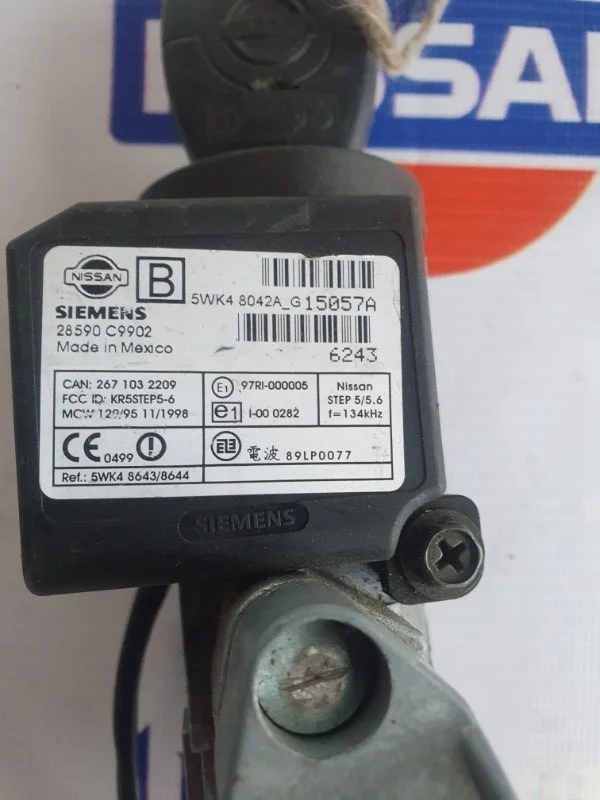 OSAN
NISSAN
B
5WK4 8042A_G15057A
SIEMENS
28590 C9902
Made in Mexico
6243
CAN: 267 103 2209
FCC ID: KR5STEP5-6
MCW 129/95 11/1998
E1 97RI-000005
e1 I-00 0282
Nissan
STEP 5/5.6
f=134kHz
CE 0499
電波 89LP0077
Ref.: 5WK4 8643/8644
SIEMENS